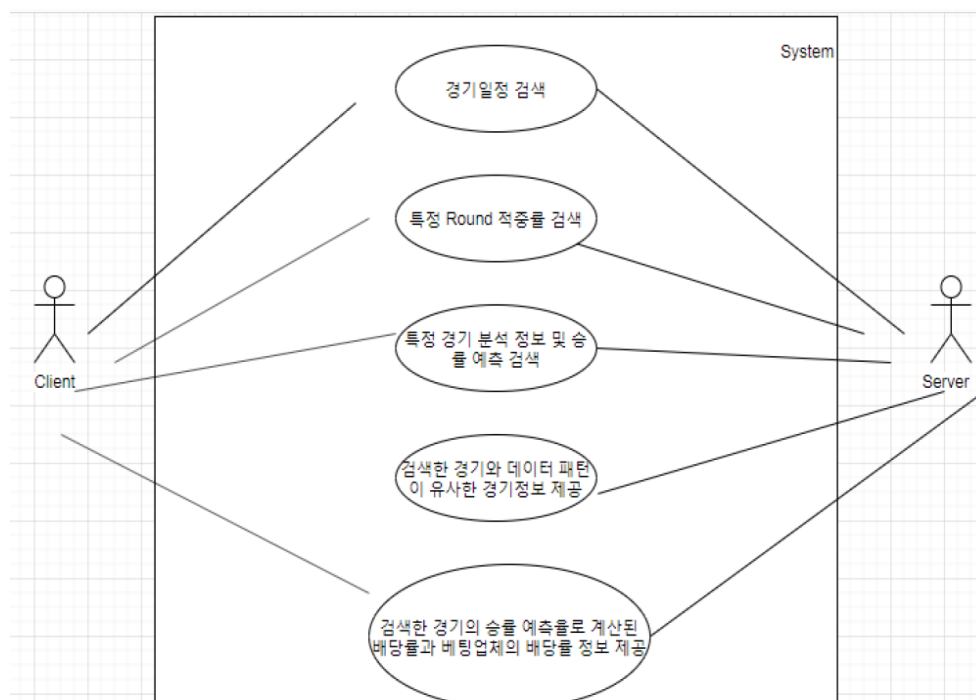 System
경기일정 검색
특정 Round 적중률 검색
특정 경기 분석 정보 및 승
률 예측 검색
Client
Server
검색한 경기와 데이터 패턴
이 유사한 경기정보 제공
검색한 경기의 승률 예측율로 계산된
배당률과 베팅업체의 배당률 정보 제공